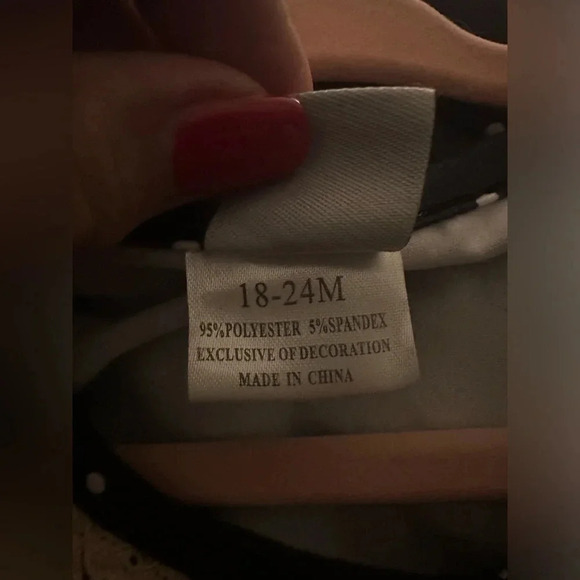 18-24M
95%POLYESTER 5%SPANDEX
EXCLUSIVE OF DECORATION
MADE IN CHINA